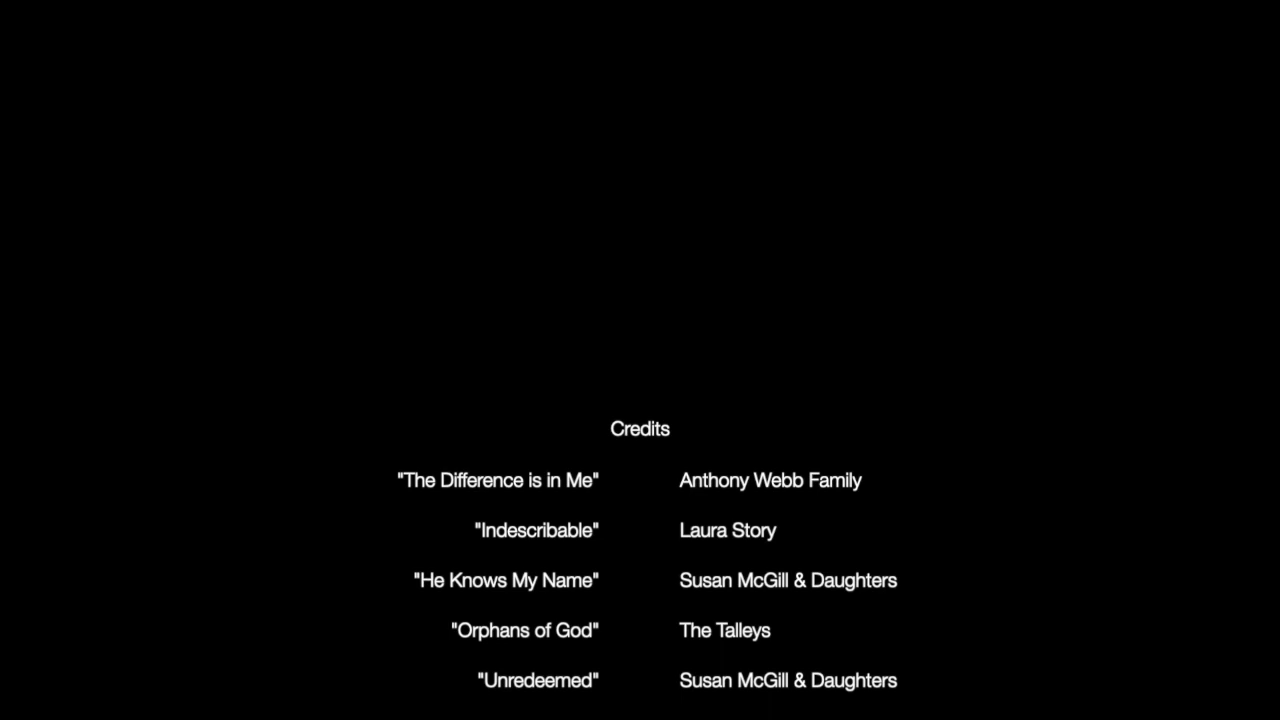 Credits
"The Difference is in Me" Anthony Webb Family
"Indescribable" Laura Story
"He Knows My Name" Susan McGill & Daughters
"Orphans of God" The Talleys
"Unredeemed" Susan McGill & Daughters